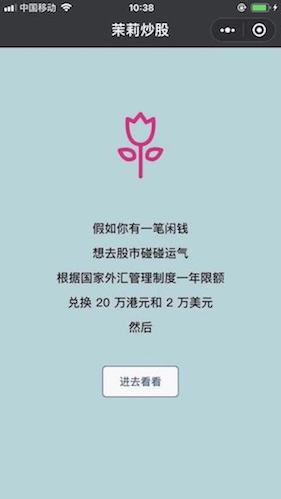 中国移动 10:38
茉莉炒股
假如你有一笔闲钱
想去股市碰碰运气
根据国家外汇管理制度一年限额
兑换 20 万港元和 2 万美元
然后
进去看看